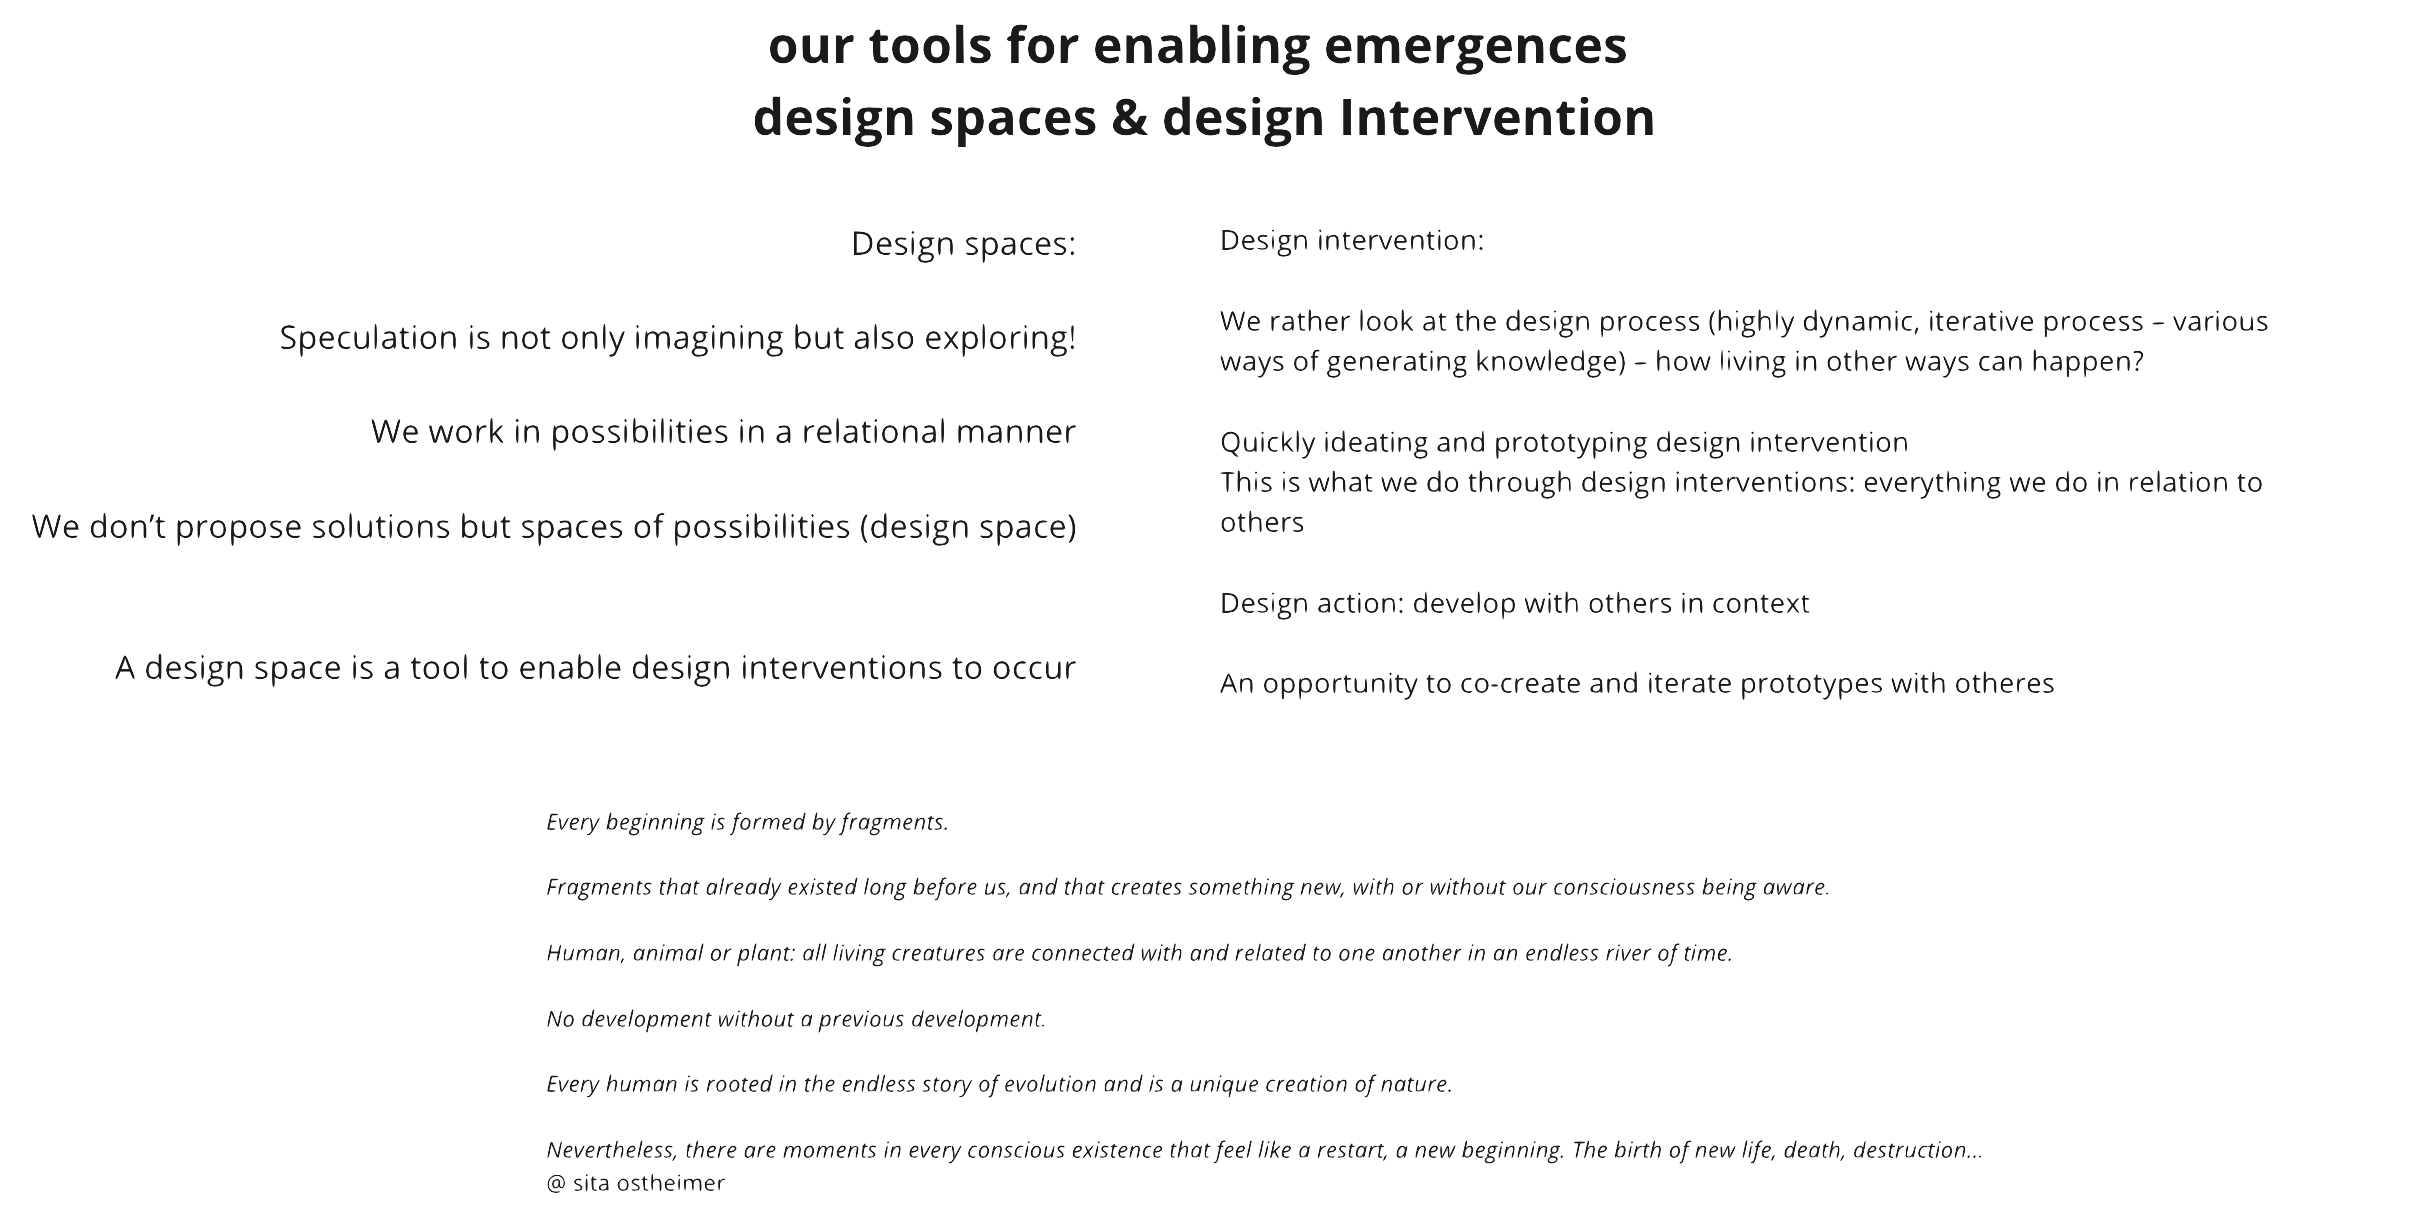 our tools for enabling emergences
design spaces & design Intervention
Design spaces:
Speculation is not only imagining but also exploring!
We work in possibilities in a relational manner
We don’t propose solutions but spaces of possibilities (design space)
A design space is a tool to enable design interventions to occur
Design intervention:
We rather look at the design process (highly dynamic, iterative process – various
ways of generating knowledge) – how living in other ways can happen?
Quickly ideating and prototyping design intervention
This is what we do through design interventions: everything we do in relation to
others
Design action: develop with others in context
An opportunity to co-create and iterate prototypes with otheres
Every beginning is formed by fragments.
Fragments that already existed long before us, and that creates something new, with or without our consciousness being aware.
Human, animal or plant: all living creatures are connected with and related to one another in an endless river of time.
No development without a previous development.
Every human is rooted in the endless story of evolution and is a unique creation of nature.
Nevertheless, there are moments in every conscious existence that feel like a restart, a new beginning. The birth of new life, death, destruction...
@ sita ostheimer